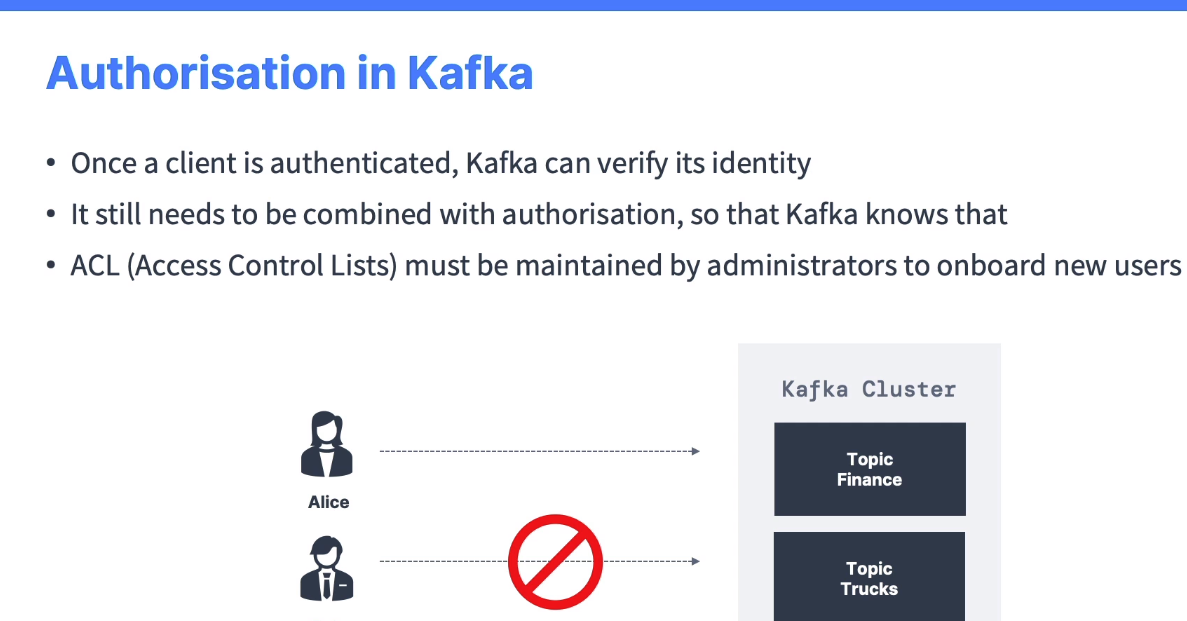 Authorisation in Kafka
• Once a client is authenticated, Kafka can verify its identity
• It still needs to be combined with authorisation, so that Kafka knows that
• ACL (Access Control Lists) must be maintained by administrators to onboard new users
Kafka Cluster
Topic
Finance
Alice
Topic
Trucks